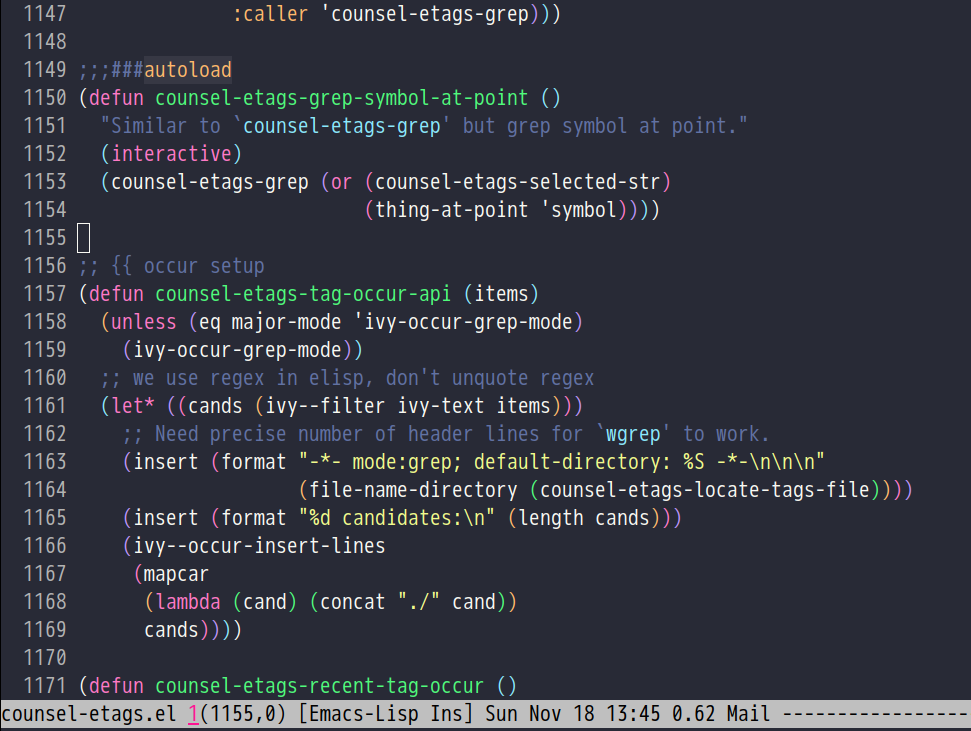 1147               :caller 'counsel-etags-grep)))
1148
1149 ;;;###autoload
1150 (defun counsel-etags-grep-symbol-at-point ()
1151   "Similar to `counsel-etags-grep' but grep symbol at point."
1152   (interactive)
1153   (counsel-etags-grep (or (counsel-etags-selected-str)
1154                           (thing-at-point 'symbol))))
1155
1156 ;; {{ occur setup
1157 (defun counsel-etags-tag-occur-api (items)
1158   (unless (eq major-mode 'ivy-occur-grep-mode)
1159     (ivy-occur-grep-mode))
1160   ;; we use regex in elisp, don't unquote regex
1161   (let* ((cands (ivy--filter ivy-text items)))
1162     ;; Need precise number of header lines for `wgrep' to work.
1163     (insert (format "-*- mode:grep; default-directory: %S -*-\n\n\n"
1164                     (file-name-directory (counsel-etags-locate-tags-file))))
1165     (insert (format "%d candidates:\n" (length cands)))
1166     (ivy--occur-insert-lines
1167      (mapcar
1168       (lambda (cand) (concat "./" cand))
1169       cands))))
1170
1171 (defun counsel-etags-recent-tag-occur ()
counsel-etags.el 1(1155,0) [Emacs-Lisp Ins] Sun Nov 18 13:45 0.62 Mail -----------------